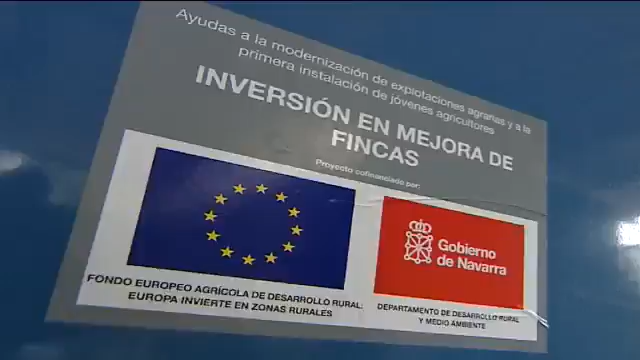 Ayudas a la modernización de explotaciones agrarias y a la
primera instalación de jóvenes agricultores
INVERSIÓN EN MEJORA DE
FINCAS
Proyecto cofinanciado por:
Gobierno
de Navarra
FONDO EUROPEO AGRÍCOLA DE DESARROLLO RURAL:
EUROPA INVIERTE EN ZONAS RURALES
DEPARTAMENTO DE DESARROLLO RURAL
Y MEDIO AMBIENTE